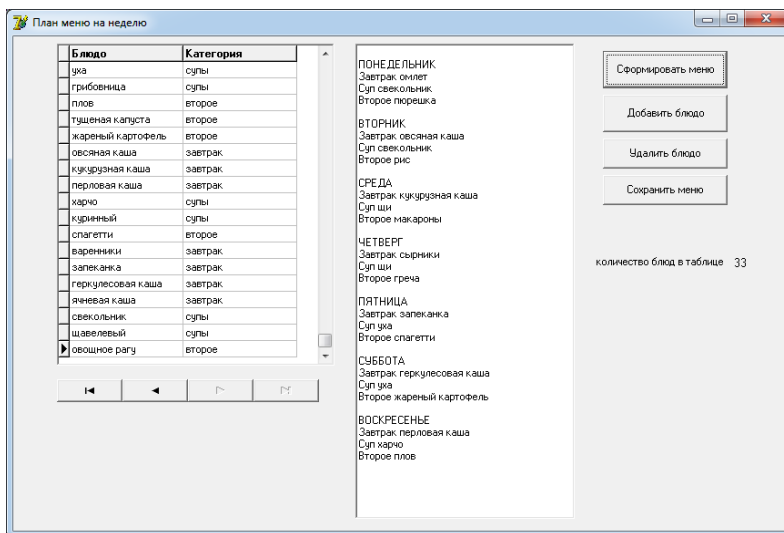 План меню на неделю
Блюдо Категория
уха супы
грибовница супы
плов второе
тушеная капуста второе
жареный картофель второе
овсяная каша завтрак
кукурузная каша завтрак
перловая каша завтрак
харчо супы
куринный супы
спагетти второе
варенники завтрак
запеканка завтрак
геркулесовая каша завтрак
ячневая каша завтрак
свекольник супы
щавелевый супы
овощное рагу второе
ПОНЕДЕЛЬНИК
Завтрак омлет
Суп свекольник
Второе пюрешка
ВТОРНИК
Завтрак овсяная каша
Суп свекольник
Второе рис
СРЕДА
Завтрак кукурузная каша
Суп щи
Второе макароны
ЧЕТВЕРГ
Завтрак сырники
Суп щи
Второе греча
ПЯТНИЦА
Завтрак запеканка
Суп уха
Второе спагетти
СУББОТА
Завтрак геркулесовая каша
Суп уха
Второе жареный картофель
ВОСКРЕСЕНЬЕ
Завтрак перловая каша
Суп харчо
Второе плов
Сформировать меню
Добавить блюдо
Удалить блюдо
Сохранить меню
количество блюд в таблице 33